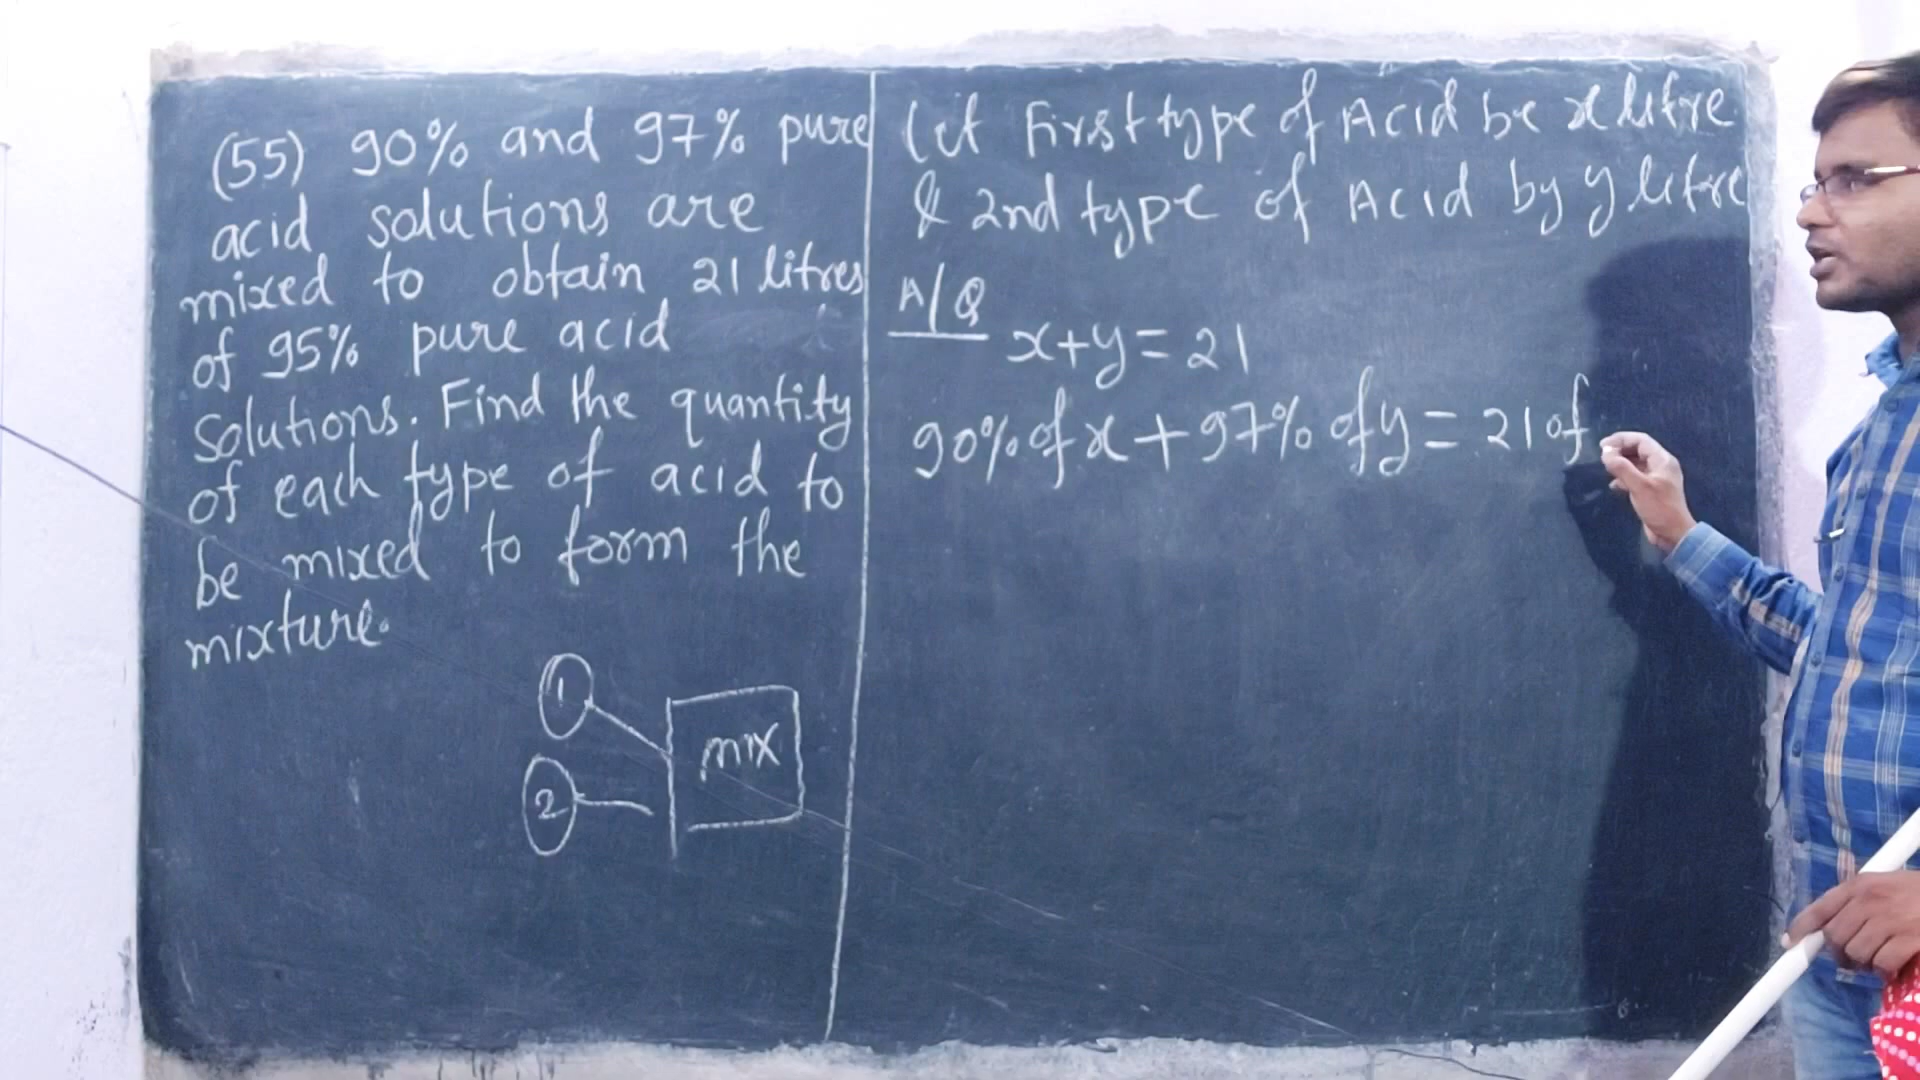 (55) 90% and 97% pure
acid solutions are
mixed to obtain 21 litres
of 95% pure acid
solutions. Find the quantity
of each type of acid to
be mixed to form the
mixture.
1
2
mix
Let First type of Acid be x litre
& 2nd type of Acid by y litre
A/Q
x+y=21
90% of x + 97% of y = 21 of